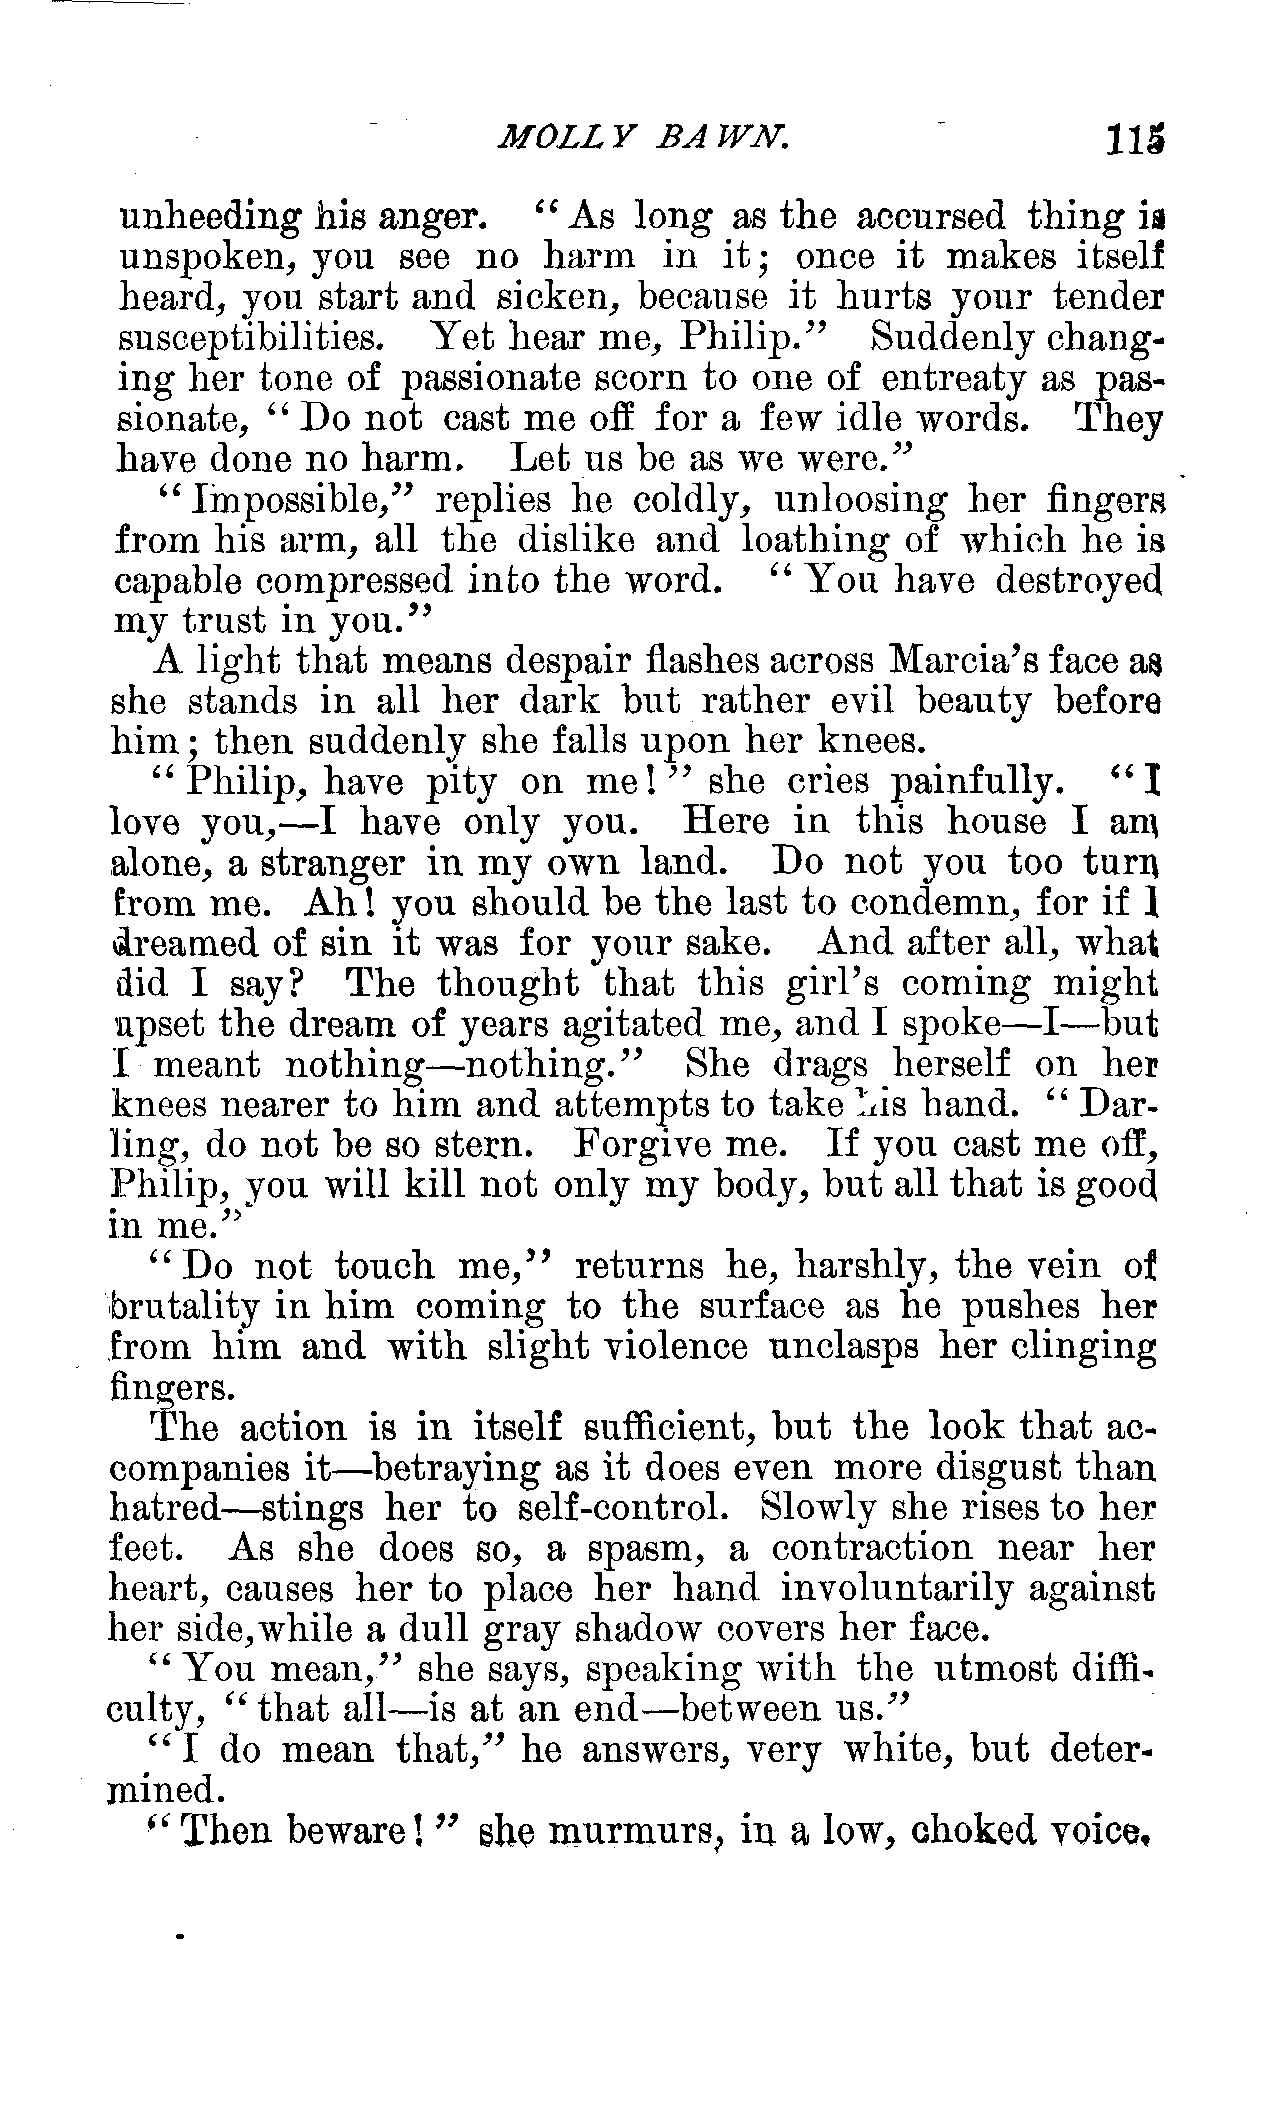 MOLLY BAWN. 115
unheeding his anger. “As long as the accursed thing is
unspoken, you see no harm in it; once it makes itself
heard, you start and sicken, because it hurts your tender
susceptibilities. Yet hear me, Philip.” Suddenly chang-
ing her tone of passionate scorn to one of entreaty as pas-
sionate, “Do not cast me off for a few idle words. They
have done no harm. Let us be as we were.”
“Impossible,” replies he coldly, unloosing her fingers
from his arm, all the dislike and loathing of which he is
capable compressed into the word. “You have destroyed
my trust in you.”
A light that means despair flashes across Marcia’s face as
she stands in all her dark but rather evil beauty before
him; then suddenly she falls upon her knees.
“Philip, have pity on me!” she cries painfully. “I
love you,—I have only you. Here in this house I am
alone, a stranger in my own land. Do not you too turn
from me. Ah! you should be the last to condemn, for if I
dreamed of sin it was for your sake. And after all, what
did I say? The thought that this girl’s coming might
upset the dream of years agitated me, and I spoke—I—but
I meant nothing—nothing.” She drags herself on her
knees nearer to him and attempts to take his hand. “Dar-
ling, do not be so stern. Forgive me. If you cast me off,
Philip, you will kill not only my body, but all that is good
in me.”
“Do not touch me,” returns he, harshly, the vein of
brutality in him coming to the surface as he pushes her
from him and with slight violence unclasps her clinging
fingers.
The action is in itself sufficient, but the look that ac-
companies it—betraying as it does even more disgust than
hatred—stings her to self-control. Slowly she rises to her
feet. As she does so, a spasm, a contraction near her
heart, causes her to place her hand involuntarily against
her side,while a dull gray shadow covers her face.
“You mean,” she says, speaking with the utmost diffi-
culty, “that all—is at an end—between us.”
“I do mean that,” he answers, very white, but deter-
mined.
“Then beware!” she murmurs, in a low, choked voice,